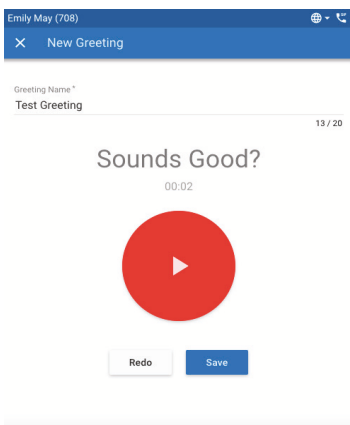 Emily May (708)
New Greeting
Greeting Name *
Test Greeting
13 / 20
Sounds Good?
00:02
Redo Save